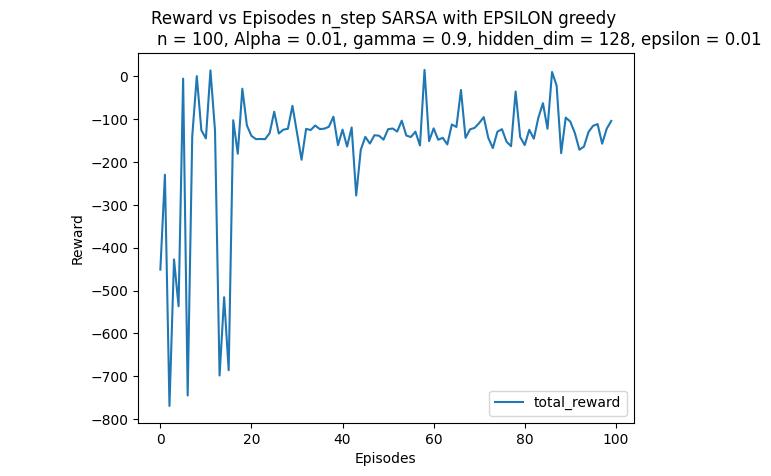 Reward vs Episodes n_step SARSA with EPSILON greedy
n = 100, Alpha = 0.01, gamma = 0.9, hidden_dim = 128, epsilon = 0.01
0
−100
−200
−300
−400
−500
−600
−700
−800
Reward
total_reward
0 20 40 60 80 100
Episodes